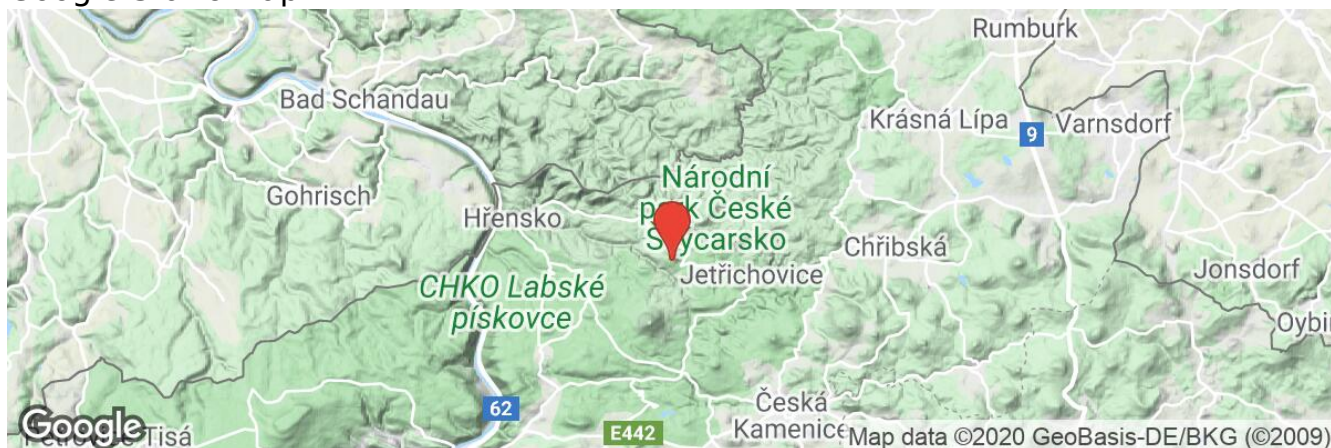 Rumburk
Bad Schandau
Krásná Lípa
9
Varnsdorf
Gohrisch
Národní
park České
Švýcarsko
Hřensko
Chřibská
Jetřichovice
Jonsdorf
CHKO Labské
pískovce
Oybi
62
Česká
Kamenice
E442
Google
Tisá
Map data ©2020 GeoBasis-DE/BKG (©2009)